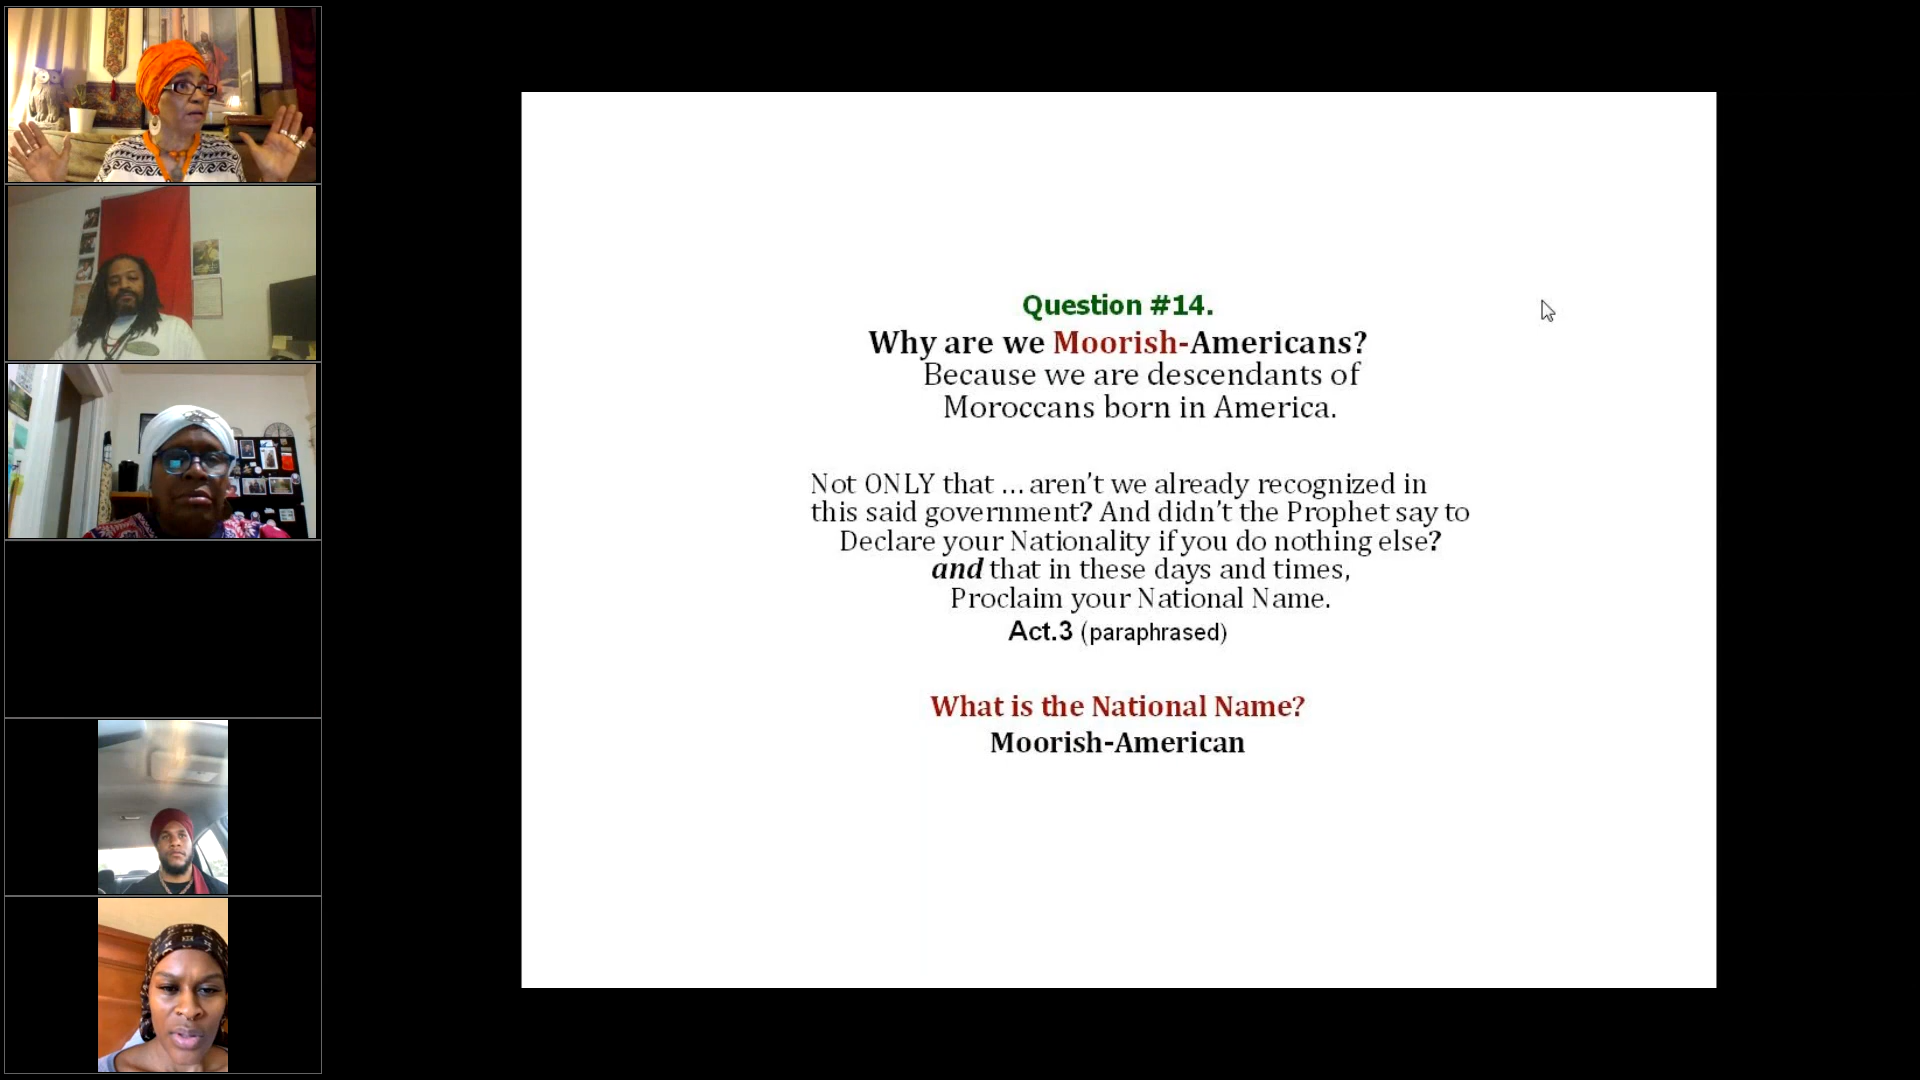 Question #14.
Why are we Moorish-Americans?
Because we are descendants of
Moroccans born in America.
Not ONLY that ... aren't we already recognized in
this said government? And didn't the Prophet say to
Declare your Nationality if you do nothing else?
and that in these days and times,
Proclaim your National Name.
Act.3 (paraphrased)
What is the National Name?
Moorish-American